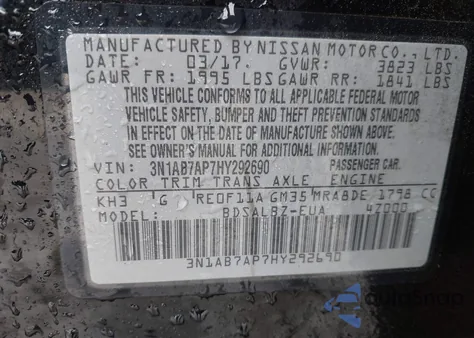 MANUFACTURED BY NISSAN MOTOR CO., LTD.
DATE: 03/17. GVWR: 3823 LBS
GAWR FR: 1995 LBS GAWR RR: 1841 LBS
THIS VEHICLE CONFORMS TO ALL APPLICABLE FEDERAL MOTOR
VEHICLE SAFETY, BUMPER AND THEFT PREVENTION STANDARDS
IN EFFECT ON THE DATE OF MANUFACTURE SHOWN ABOVE.
SEE OWNER'S MANUAL FOR ADDITIONAL INFORMATION.
VIN: 3N1AB7AP7HY292690 PASSENGER CAR.
COLOR TRIM TRANS AXLE ENGINE
KH3 G RE0F11A GM35 MRA8DE 1798 CC
MODEL: BDSALBZ-EUA 47000
3N1AB7AP7HY292690